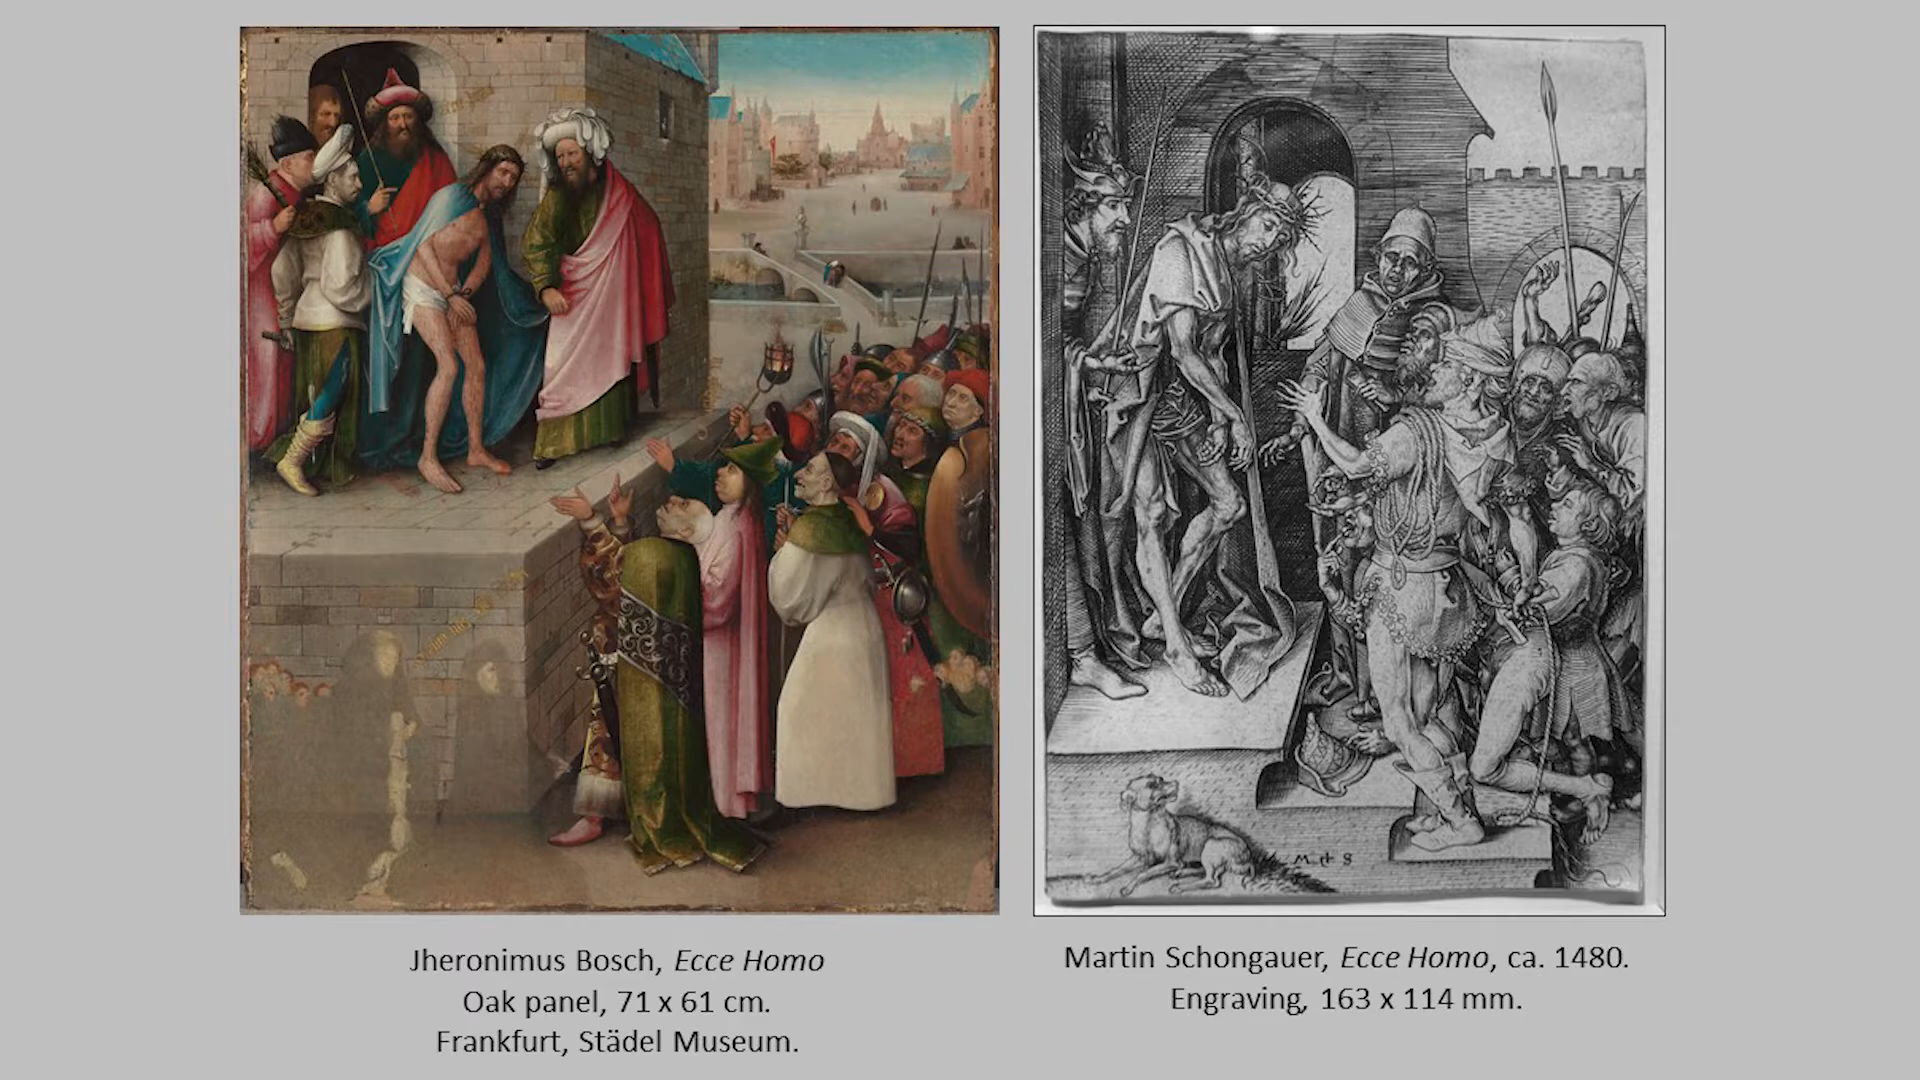 Jheronimus Bosch, Ecce Homo
Oak panel, 71 x 61 cm.
Frankfurt, Städel Museum.
Martin Schongauer, Ecce Homo, ca. 1480.
Engraving, 163 x 114 mm.
M S